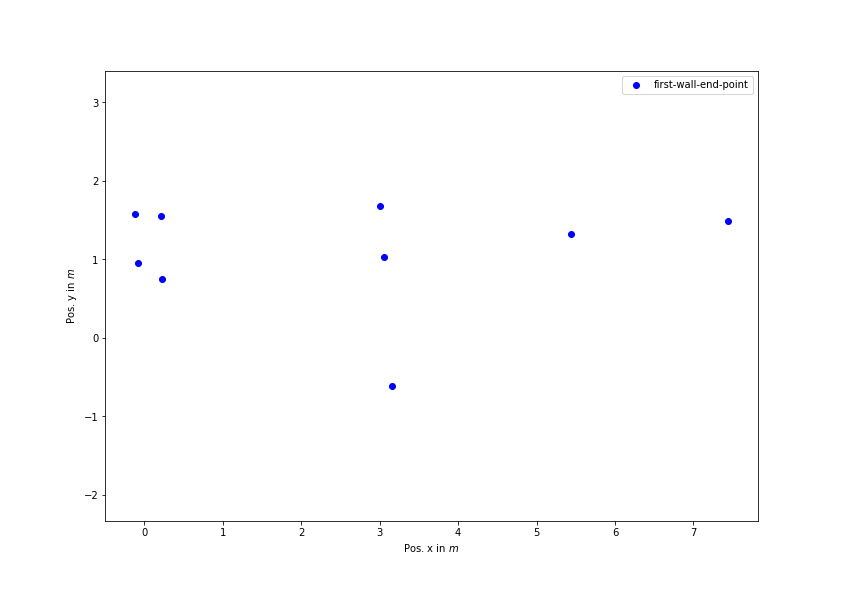 first-wall-end-point
3
2
1
0
−1
−2
Pos. y in m
0 1 2 3 4 5 6 7
Pos. x in m